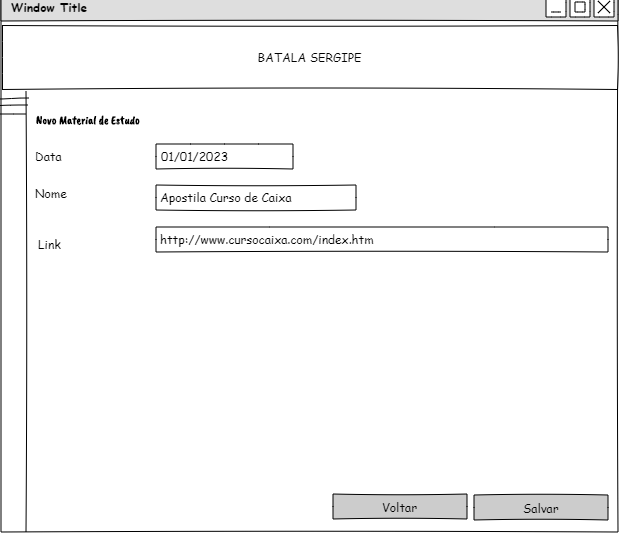 Window Title
BATALA SERGIPE
Novo Material de Estudo
Data 01/01/2023
Nome Apostila Curso de Caixa
Link http://www.cursocaixa.com/index.htm
Voltar Salvar